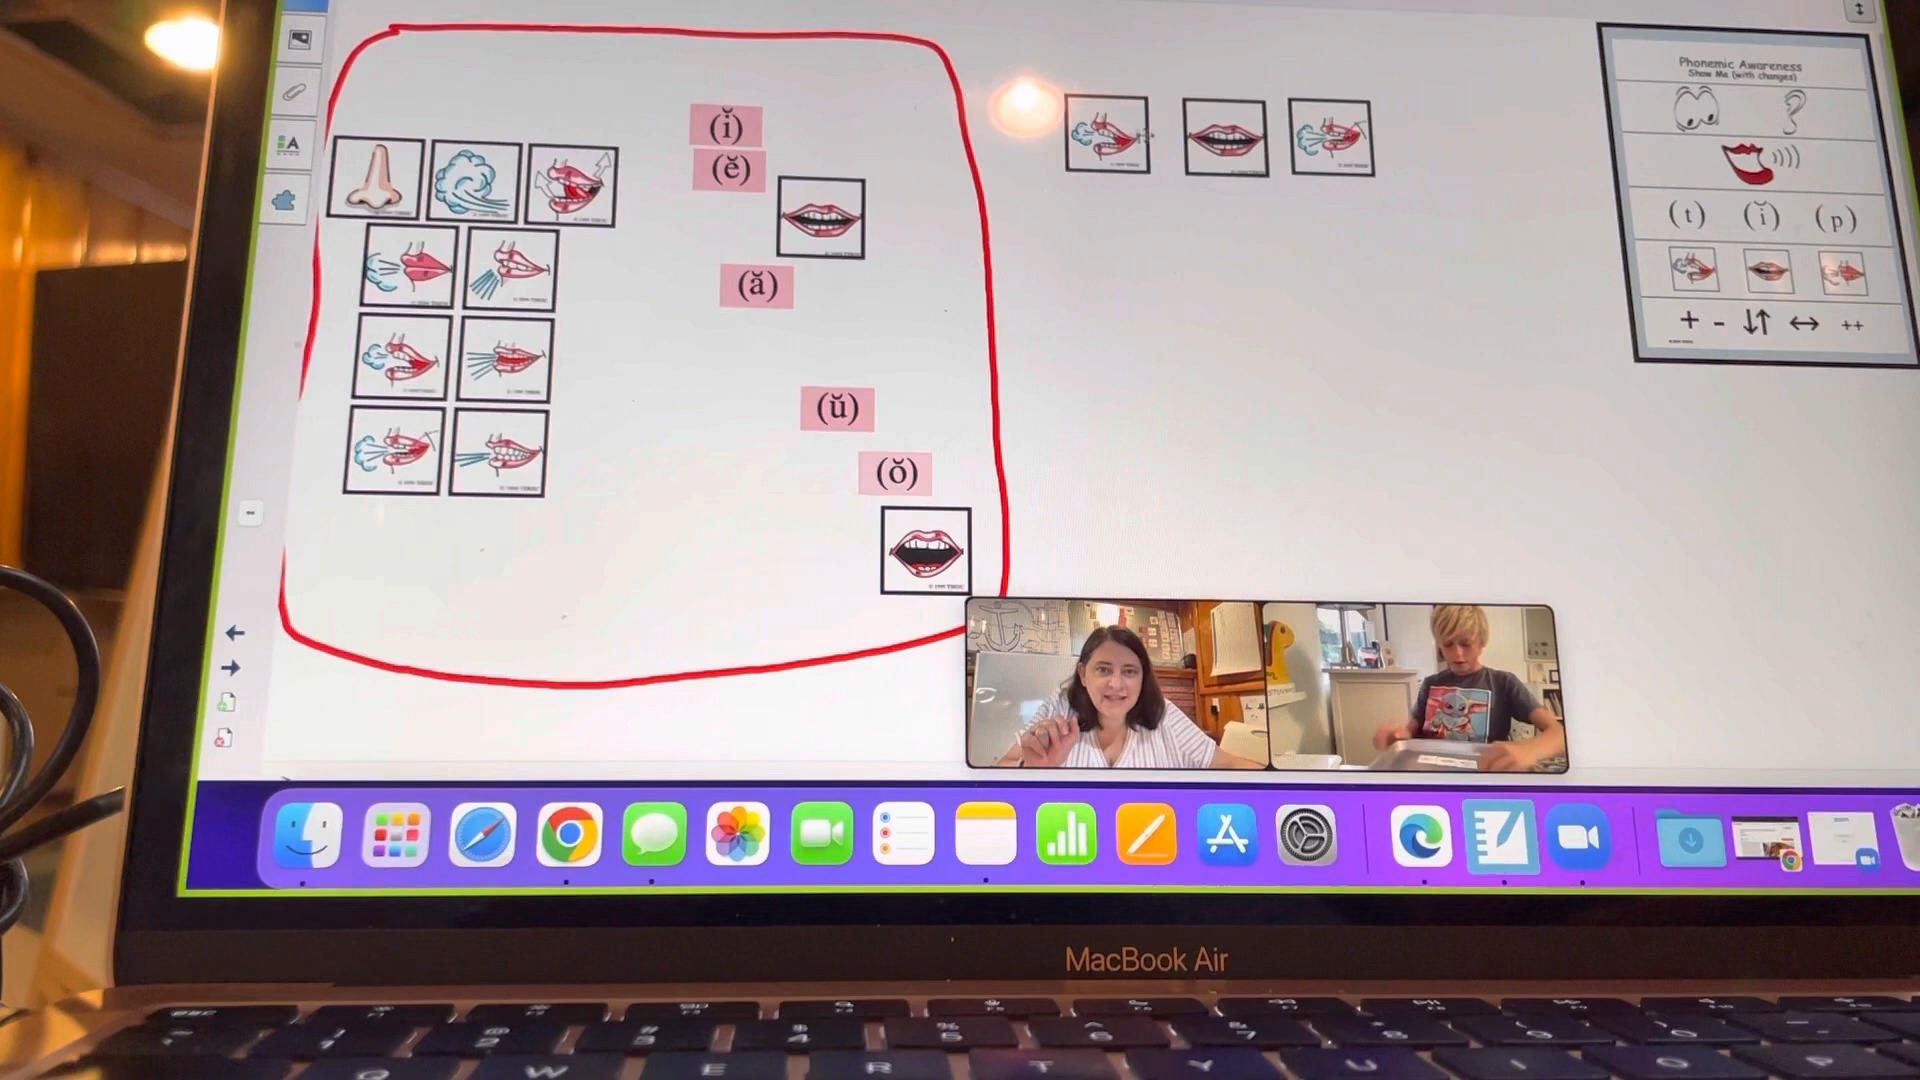 (ĭ)
(ĕ)
(ă)
(ŭ)
(ŏ)
Phonemic Awareness
Show Me (with changes)
(t) (ĭ) (p)
+ - ↓↑ ↔ ++
MacBook Air
Q W E R T Y U I O P